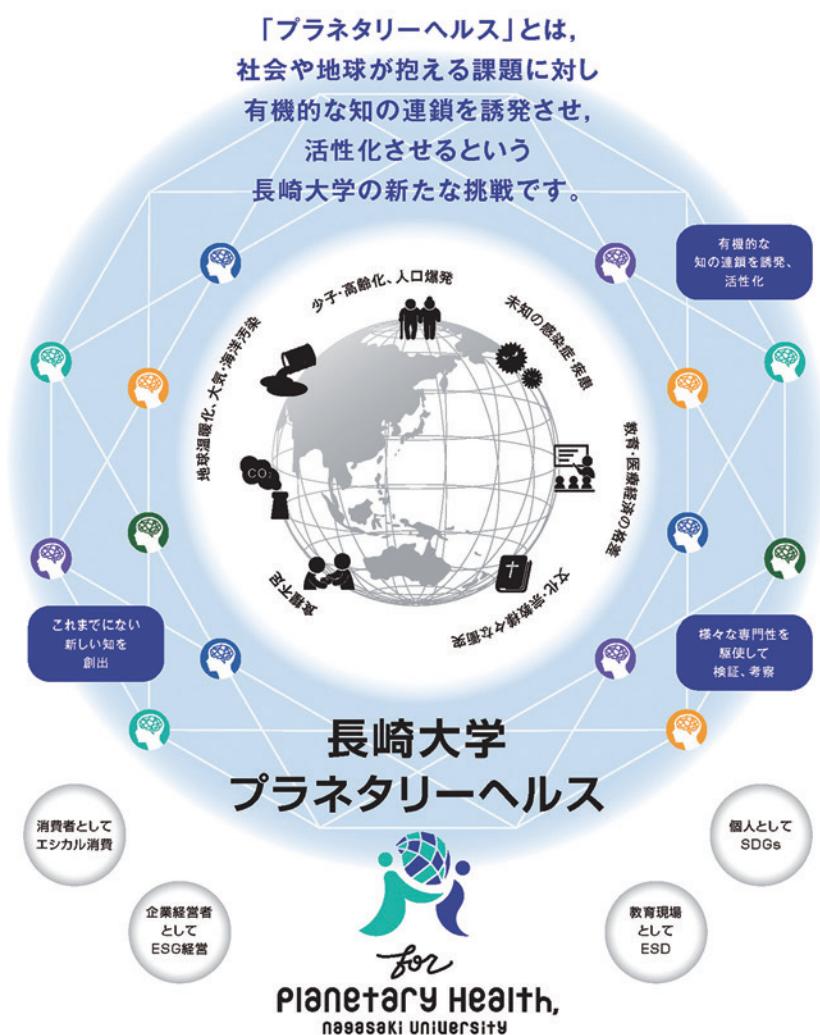 「プラネタリーヘルス」とは,
社会や地球が抱える課題に対し
有機的な知の連鎖を誘発させ,
活性化させるという
長崎大学の新たな挑戦です。
有機的な
知の連鎖を誘発、
活性化
少子・高齢化、人口爆発
未知の感染症・疾患
地球温暖化、大気・海洋汚染
教育・医療経済の格差
CO2
食糧不足
文化・宗教様々な衝突
これまでにない
新しい知を
創出
様々な専門性を
駆使して
検証、考察
長崎大学
プラネタリーヘルス
消費者として
エシカル消費
個人として
SDGs
企業経営者
として
ESG経営
教育現場
として
ESD
for
Planetary Health,
nagasaki university